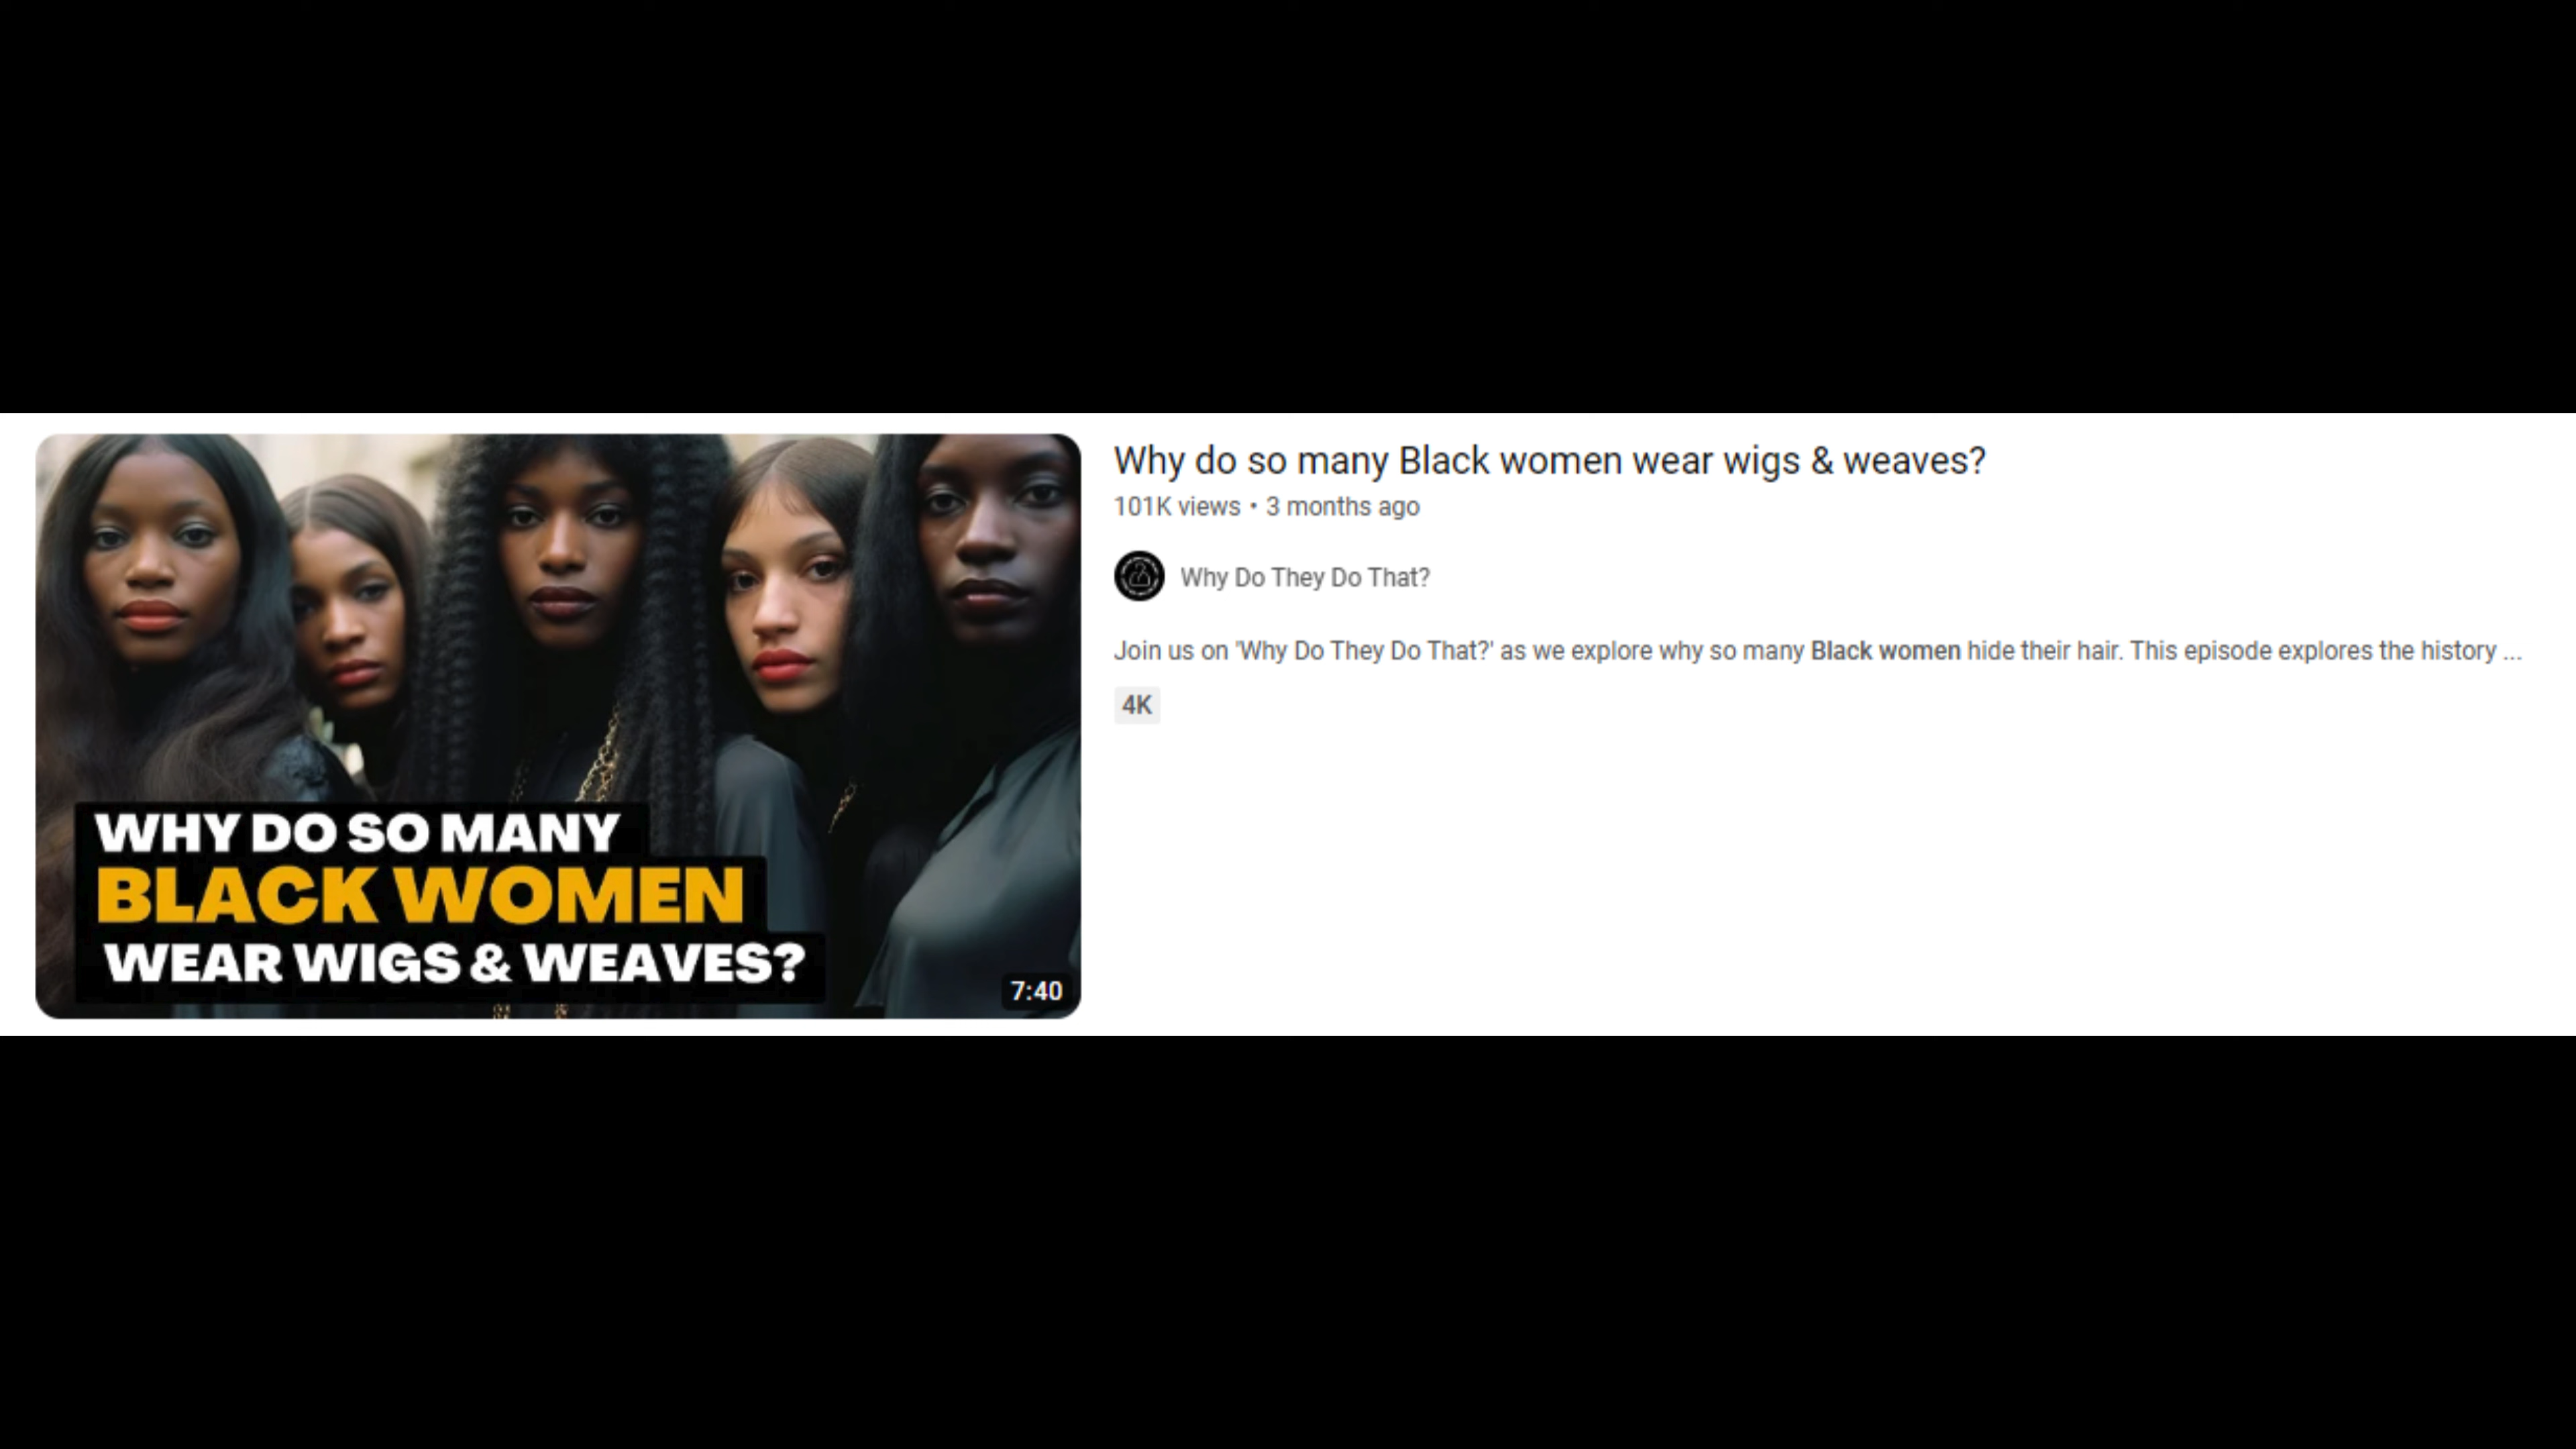 WHY DO SO MANY
BLACK WOMEN
WEAR WIGS & WEAVES?
7:40
Why do so many Black women wear wigs & weaves?
101K views • 3 months ago
Why Do They Do That?
Join us on 'Why Do They Do That?' as we explore why so many Black women hide their hair. This episode explores the history ...
4K